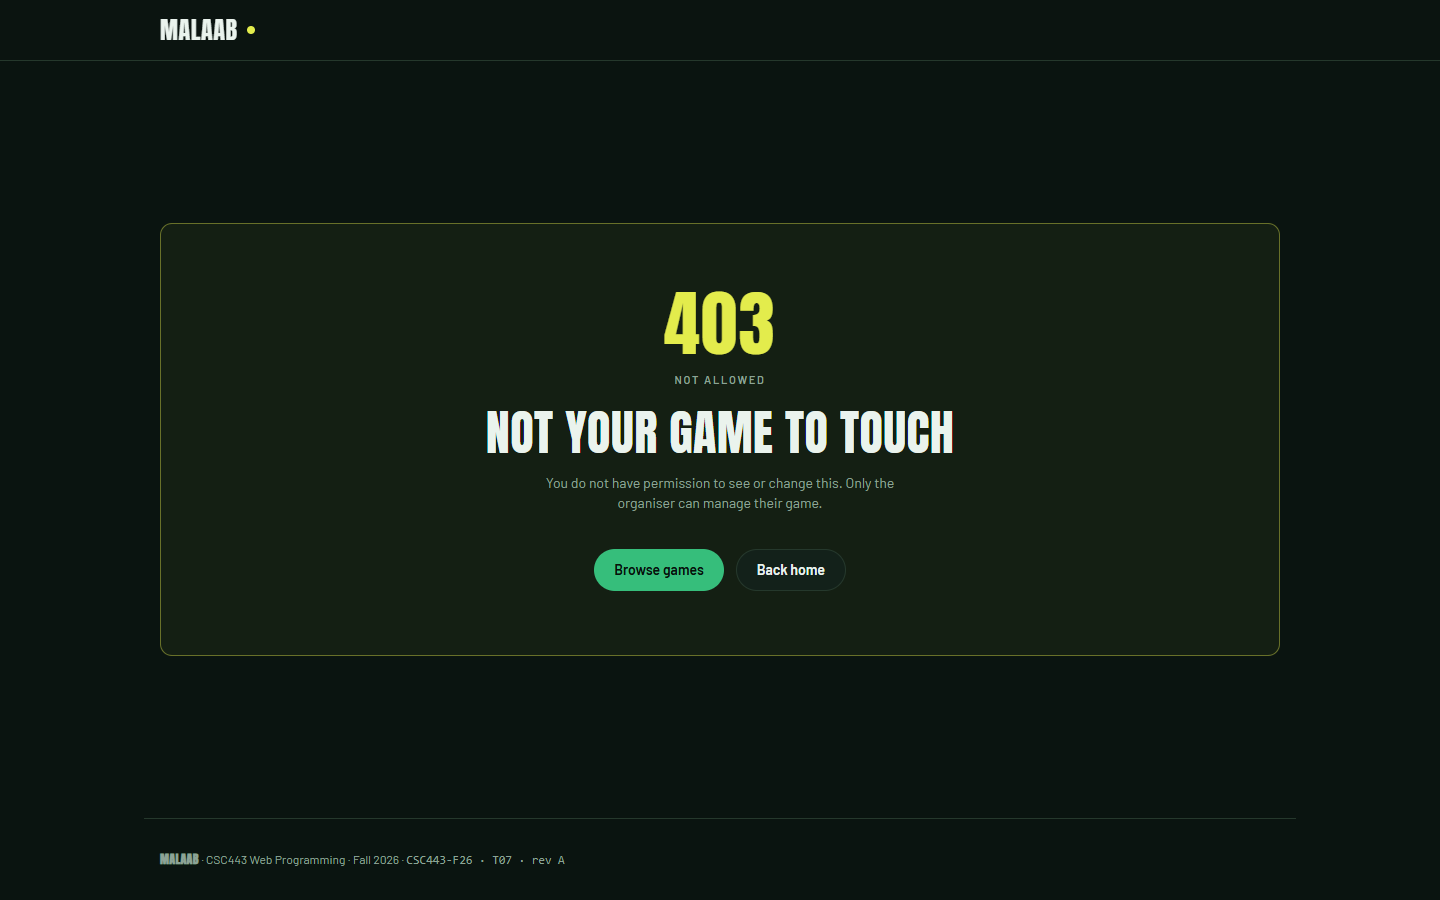 MALAAB
403
NOT ALLOWED
NOT YOUR GAME TO TOUCH
You do not have permission to see or change this. Only the
organiser can manage their game.
Browse games
Back home
MALAAB · CSC443 Web Programming · Fall 2026 · CSC443-F26 · T07 · rev A